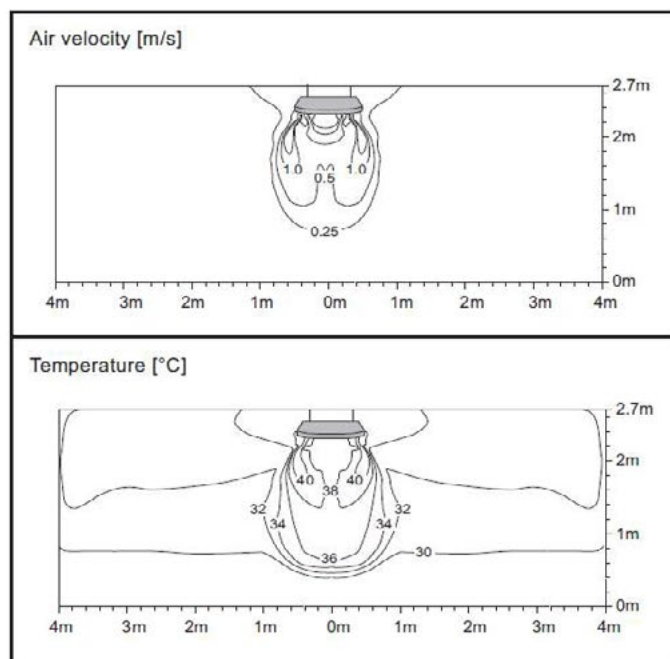 Air velocity [m/s]
2.7m
2m
1.0 0.5 1.0
1m
0.25
0m
4m 3m 2m 1m 0m 1m 2m 3m 4m
Temperature [°C]
2.7m
2m
40 38 40
32 32
34 34
1m
36 30
0m
4m 3m 2m 1m 0m 1m 2m 3m 4m